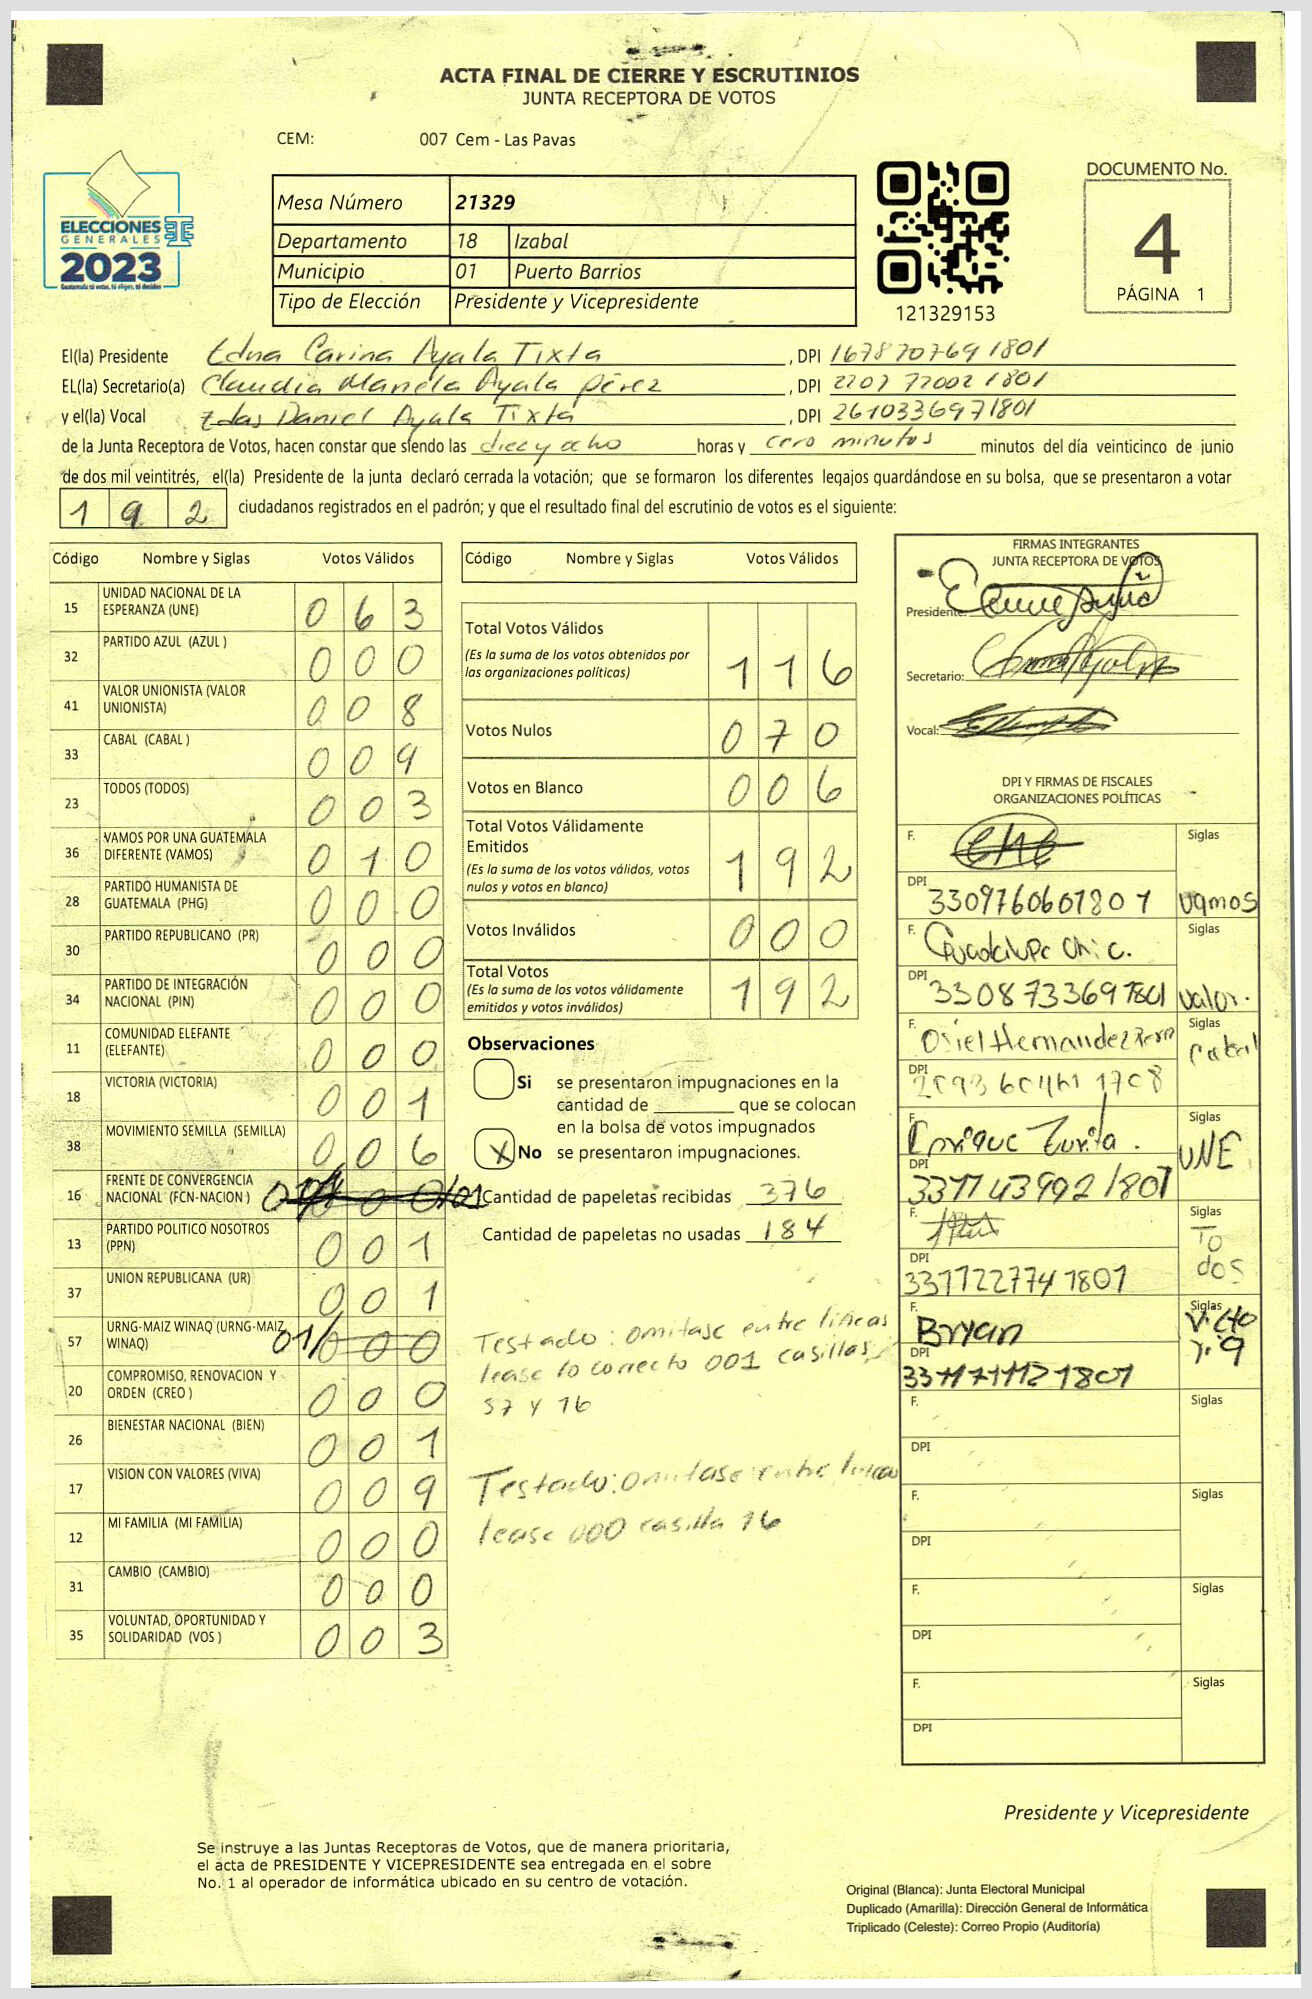 ACTA FINAL DE CIERRE Y ESCRUTINIOS
JUNTA RECEPTORA DE VOTOS
CEM: 007 Cem - Las Pavas
ELECCIONES
GENERALES
2023
Guatemala tú votas, tú eliges, tú decides
Mesa Número 21329
Departamento 18 Izabal
Municipio 01 Puerto Barrios
Tipo de Elección Presidente y Vicepresidente
121329153
DOCUMENTO No.
4
PÁGINA 1
El(la) Presidente Edna Carina Ayala Tixta, DPI 1678707691801
EL(la) Secretario(a) Claudia Mariela Ayala Pérez, DPI 2207720021801
y el(la) Vocal Daniel Ayala Tixtá, DPI 2610336971801
de la Junta Receptora de Votos, hacen constar que siendo las diec y ocho horas y cero minutos minutos del día veinticinco de junio
de dos mil veintitrés, el(la) Presidente de la junta declaró cerrada la votación; que se formaron los diferentes legajos guardándose en su bolsa, que se presentaron a votar
192 ciudadanos registrados en el padrón; y que el resultado final del escrutinio de votos es el siguiente:
Código Nombre y Siglas Votos Válidos
15 UNIDAD NACIONAL DE LA ESPERANZA (UNE) 0 6 3
32 PARTIDO AZUL (AZUL ) 0 0 0
41 VALOR UNIONISTA (VALOR UNIONISTA) 0 0 8
33 CABAL (CABAL ) 0 0 9
23 TODOS (TODOS) 0 0 3
36 VAMOS POR UNA GUATEMALA DIFERENTE (VAMOS) 0 1 0
28 PARTIDO HUMANISTA DE GUATEMALA (PHG) 0 0 0
30 PARTIDO REPUBLICANO (PR) 0 0 0
34 PARTIDO DE INTEGRACIÓN NACIONAL (PIN) 0 0 0
11 COMUNIDAD ELEFANTE (ELEFANTE) 0 0 0
18 VICTORIA (VICTORIA) 0 0 1
38 MOVIMIENTO SEMILLA (SEMILLA) 0 0 6
16 FRENTE DE CONVERGENCIA NACIONAL (FCN-NACION ) 0 0 0 /01
13 PARTIDO POLITICO NOSOTROS (PPN) 0 0 1
37 UNION REPUBLICANA (UR) 0 0 1
57 URNG-MAIZ WINAQ (URNG-MAIZ WINAQ) 01/ 0 0 0
20 COMPROMISO, RENOVACION Y ORDEN (CREO ) 0 0 0
26 BIENESTAR NACIONAL (BIEN) 0 0 1
17 VISION CON VALORES (VIVA) 0 0 9
12 MI FAMILIA (MI FAMILIA) 0 0 0
31 CAMBIO (CAMBIO) 0 0 0
35 VOLUNTAD, OPORTUNIDAD Y SOLIDARIDAD (VOS ) 0 0 3
Código Nombre y Siglas Votos Válidos
Total Votos Válidos
(Es la suma de los votos obtenidos por las organizaciones políticas) 1 1 6
Votos Nulos 0 7 0
Votos en Blanco 0 0 6
Total Votos Válidamente Emitidos
(Es la suma de los votos válidos, votos nulos y votos en blanco) 1 9 2
Votos Inválidos 0 0 0
Total Votos
(Es la suma de los votos válidamente emitidos y votos inválidos) 1 9 2
Observaciones
Si se presentaron impugnaciones en la
cantidad de ________ que se colocan
en la bolsa de votos impugnados
X No se presentaron impugnaciones.
Cantidad de papeletas recibidas 376
Cantidad de papeletas no usadas 184
Testado: omitase entre líneas
lease lo correcto 001 casillas
57 y 16
Testado: omitase entre lineas
lease 000 casilla 16
FIRMAS INTEGRANTES
JUNTA RECEPTORA DE VOTOS
Presidente:
Secretario:
Vocal:
DPI Y FIRMAS DE FISCALES
ORGANIZACIONES POLÍTICAS
F. Siglas
DPI 3309760601801 vamos
F. Guadalupe Chic. Siglas
DPI 3308733691801 valor.
F. Osiel Hernandez Siglas Cabal
DPI 1708
F. Enrique Zurita. Siglas
DPI 3371143992 1801 UNE
F. Siglas TO
DPI dos
3317227741801
F. Bryan Siglas
DPI
3311711121801
F. Siglas
DPI
F. Siglas
DPI
F. Siglas
DPI
F. Siglas
DPI
Presidente y Vicepresidente
Se instruye a las Juntas Receptoras de Votos, que de manera prioritaria,
el acta de PRESIDENTE Y VICEPRESIDENTE sea entregada en el sobre
No. 1 al operador de informática ubicado en su centro de votación.
Original (Blanca): Junta Electoral Municipal
Duplicado (Amarilla): Dirección General de Informática
Triplicado (Celeste): Correo Propio (Auditoría)